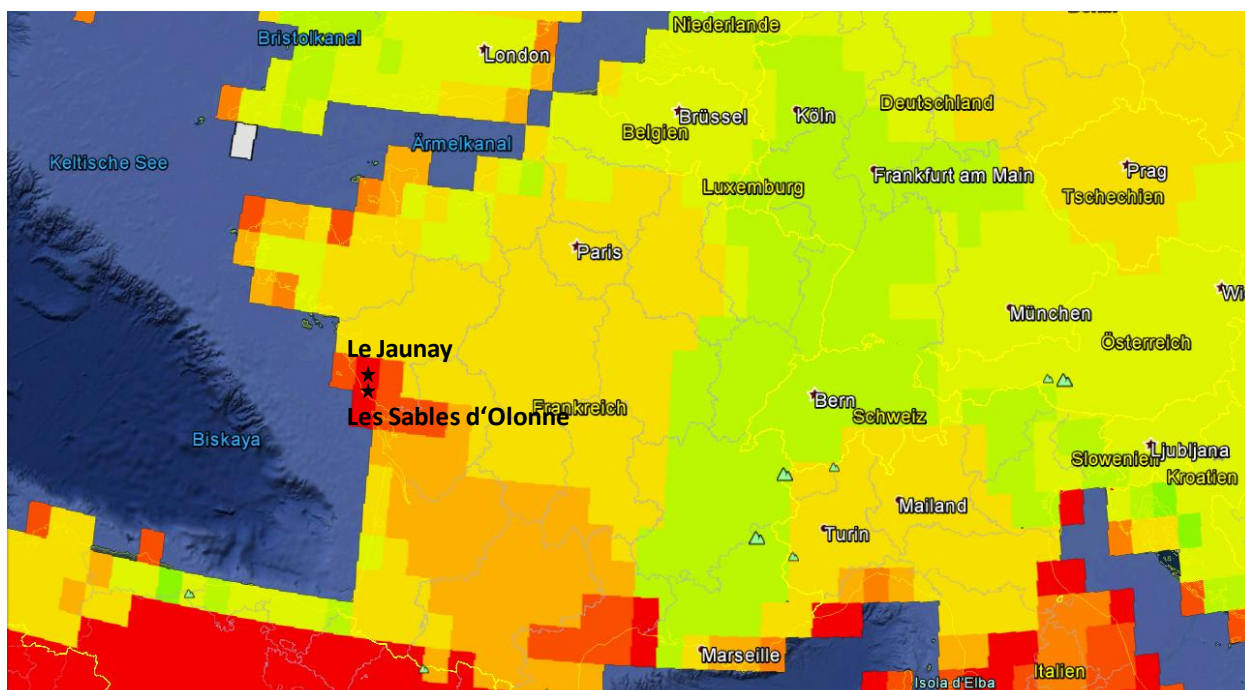 Niederlande
Bristolkanal
London
Brüssel
Köln
Deutschland
Belgien
Ärmelkanal
Keltische See
Luxemburg
Frankfurt am Main
Prag
Tschechien
Paris
München
Österreich
Le Jaunay
Bern
Schweiz
Frankreich
Les Sables d‘Olonne
Biskaya
Ljubljana
Slowenien
Kroatien
Mailand
Turin
Marseille
Italien
Isola d'Elba